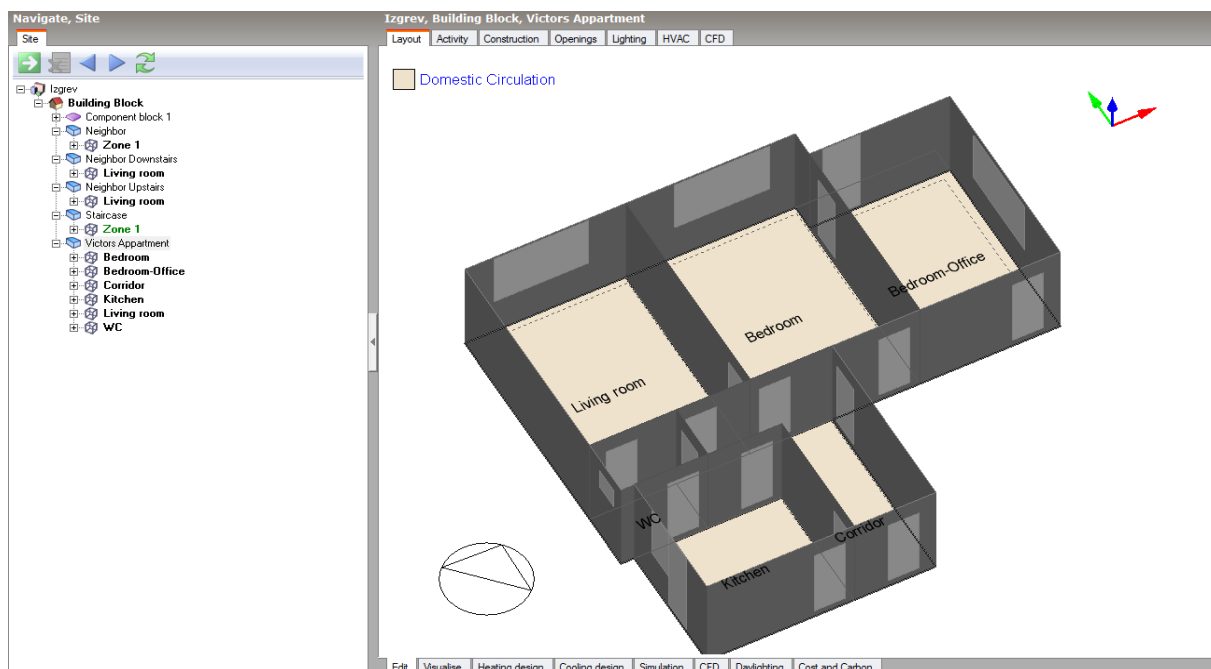 Navigate, Site
Site
Izgrev
Building Block
Component block 1
Neighbor
Zone 1
Neighbor Downstairs
Living room
Neighbor Upstairs
Living room
Staircase
Zone 1
Victors Appartment
Bedroom
Bedroom-Office
Corridor
Kitchen
Living room
WC
Izgrev, Building Block, Victors Appartment
Layout Activity Construction Openings Lighting HVAC CFD
Domestic Circulation
Bedroom-Office
Bedroom
Living room
WC
Corridor
Kitchen
Edit Visualise Heating design Cooling design Simulation CFD Daylighting Cost and Carbon